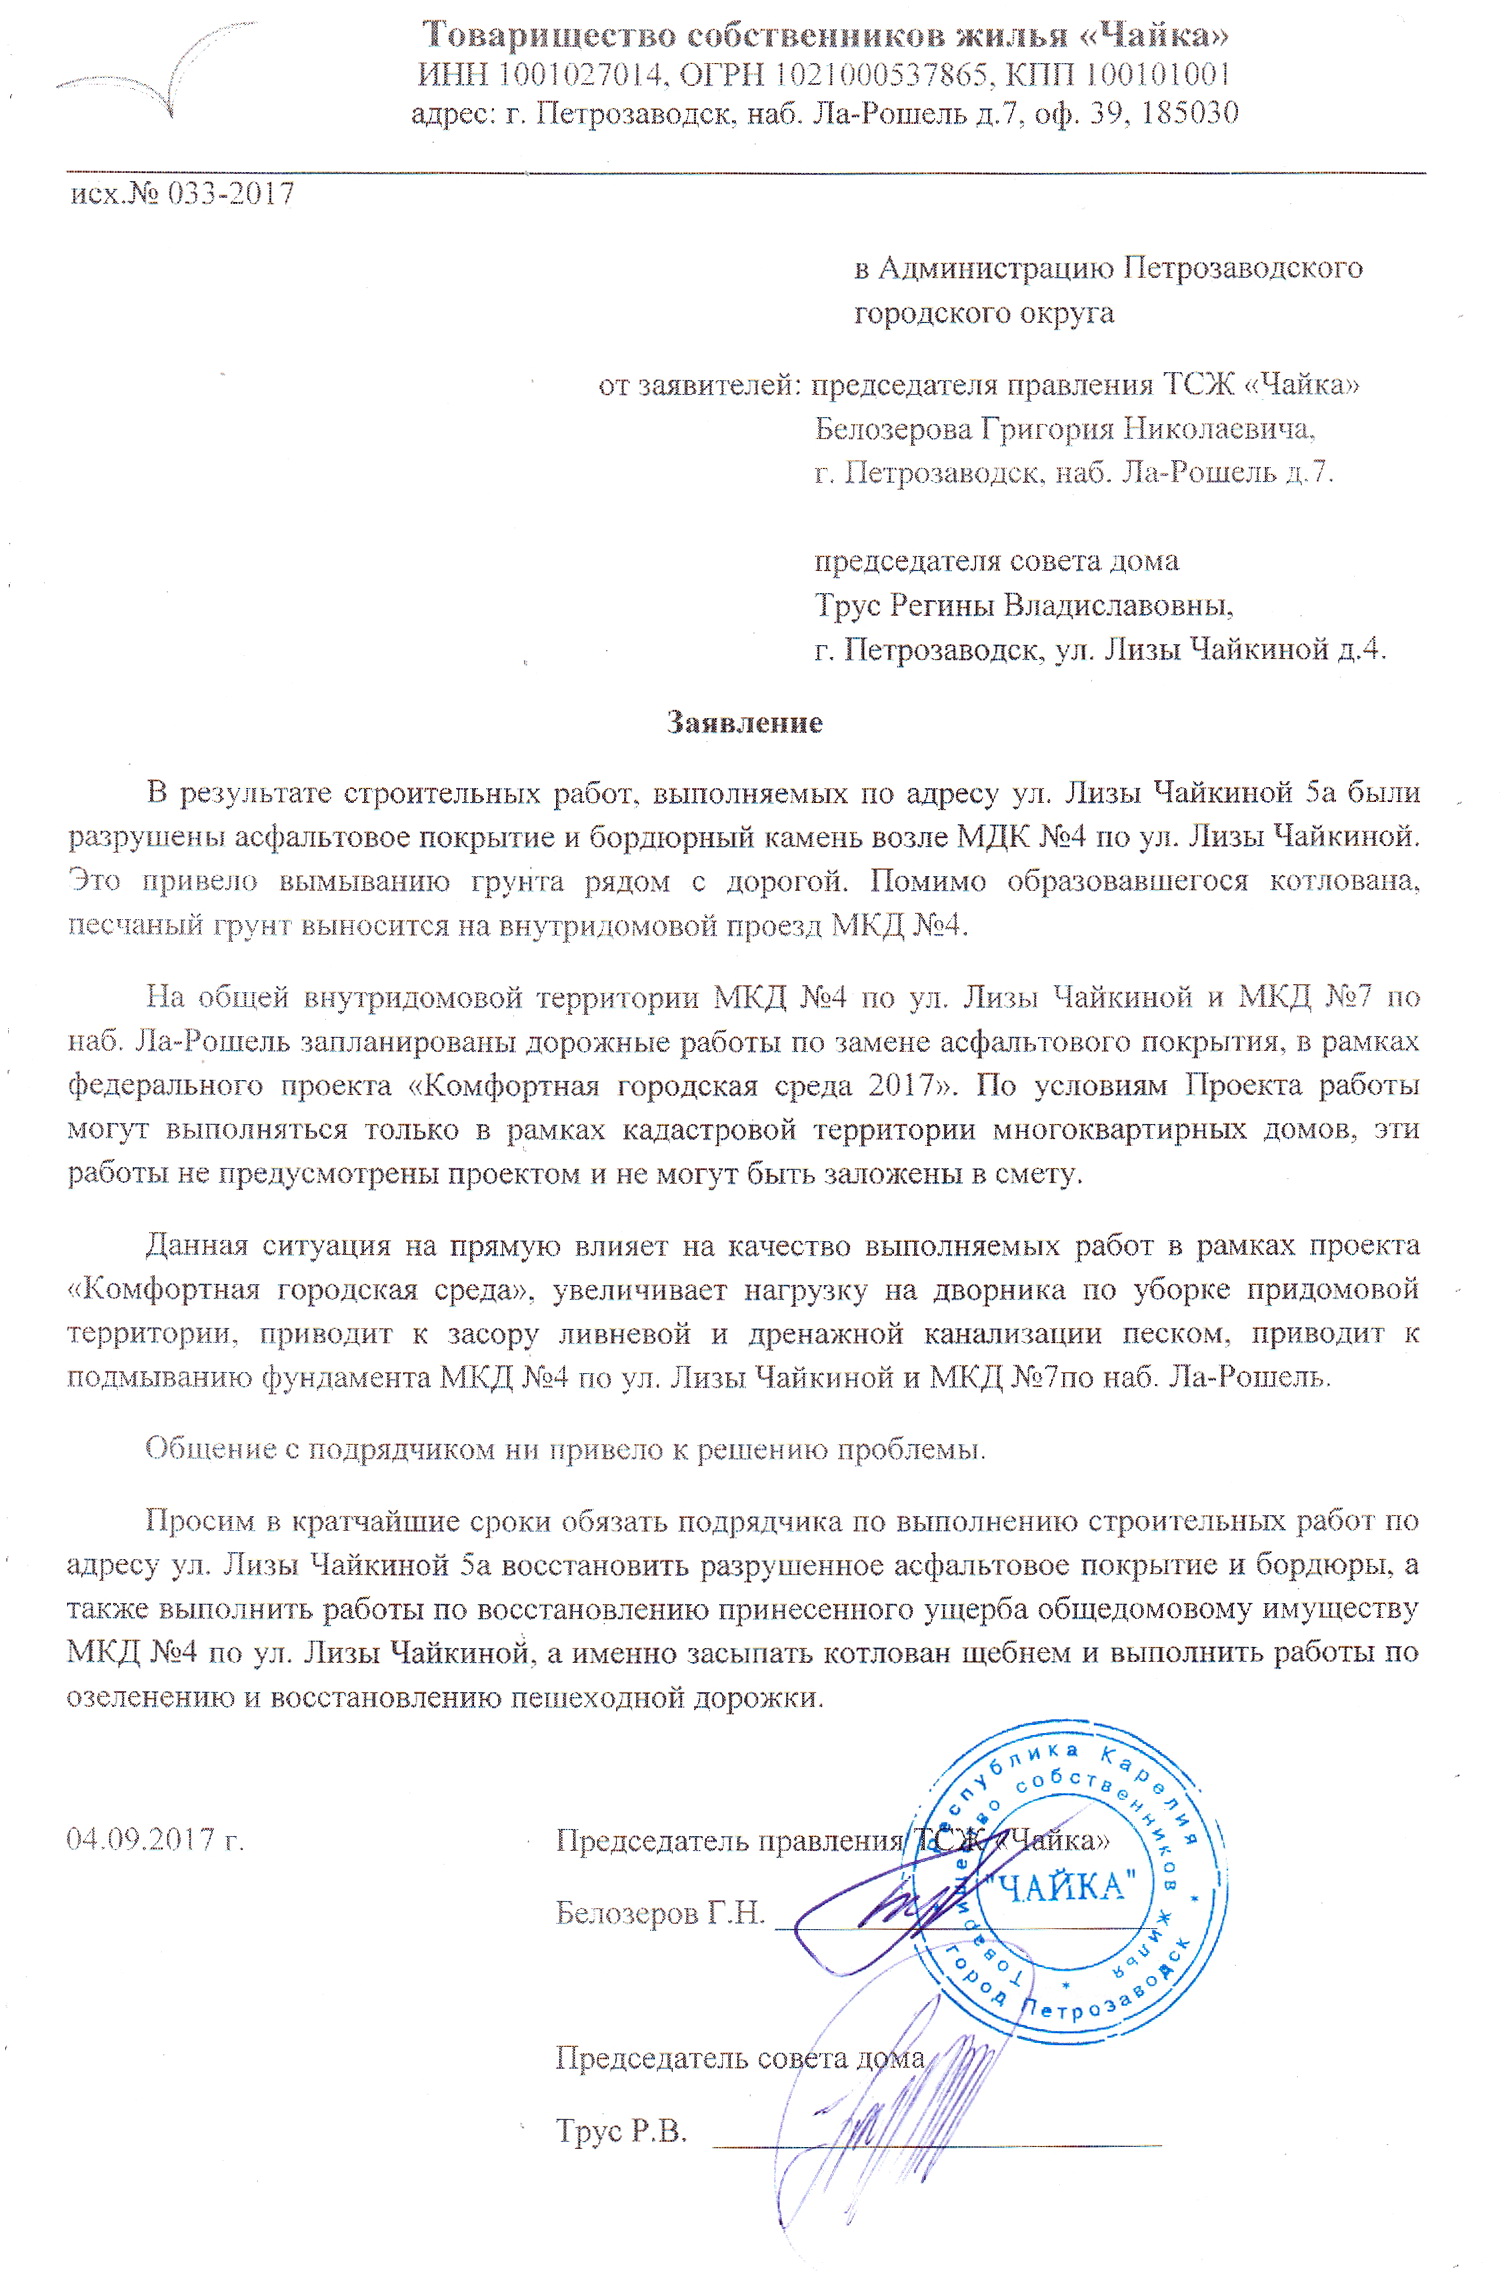 Товарищество собственников жилья «Чайка»
ИНН 1001027014, ОГРН 1021000537865, КПП 100101001
адрес: г. Петрозаводск, наб. Ла-Рошель д.7, оф. 39, 185030
исх.№ 033-2017
в Администрацию Петрозаводского
городского округа
от заявителей: председателя правления ТСЖ «Чайка»
Белозерова Григория Николаевича,
г. Петрозаводск, наб. Ла-Рошель д.7.
председателя совета дома
Трус Регины Владиславовны,
г. Петрозаводск, ул. Лизы Чайкиной д.4.
Заявление
В результате строительных работ, выполняемых по адресу ул. Лизы Чайкиной 5а были
разрушены асфальтовое покрытие и бордюрный камень возле МДК №4 по ул. Лизы Чайкиной.
Это привело вымыванию грунта рядом с дорогой. Помимо образовавшегося котлована,
песчаный грунт выносится на внутридомовой проезд МКД №4.
На общей внутридомовой территории МКД №4 по ул. Лизы Чайкиной и МКД №7 по
наб. Ла-Рошель запланированы дорожные работы по замене асфальтового покрытия, в рамках
федерального проекта «Комфортная городская среда 2017». По условиям Проекта работы
могут выполняться только в рамках кадастровой территории многоквартирных домов, эти
работы не предусмотрены проектом и не могут быть заложены в смету.
Данная ситуация на прямую влияет на качество выполняемых работ в рамках проекта
«Комфортная городская среда», увеличивает нагрузку на дворника по уборке придомовой
территории, приводит к засору ливневой и дренажной канализации песком, приводит к
подмыванию фундамента МКД №4 по ул. Лизы Чайкиной и МКД №7по наб. Ла-Рошель.
Общение с подрядчиком ни привело к решению проблемы.
Просим в кратчайшие сроки обязать подрядчика по выполнению строительных работ по
адресу ул. Лизы Чайкиной 5а восстановить разрушенное асфальтовое покрытие и бордюры, а
также выполнить работы по восстановлению принесенного ущерба общедомовому имуществу
МКД №4 по ул. Лизы Чайкиной, а именно засыпать котлован щебнем и выполнить работы по
озеленению и восстановлению пешеходной дорожки.
04.09.2017 г. Председатель правления ТСЖ «Чайка»
Белозеров Г.Н.
Председатель совета дома
Трус Р.В.
Республика Карелия * город Петрозаводск *
Товарищество собственников жилья *
"ЧАЙКА"